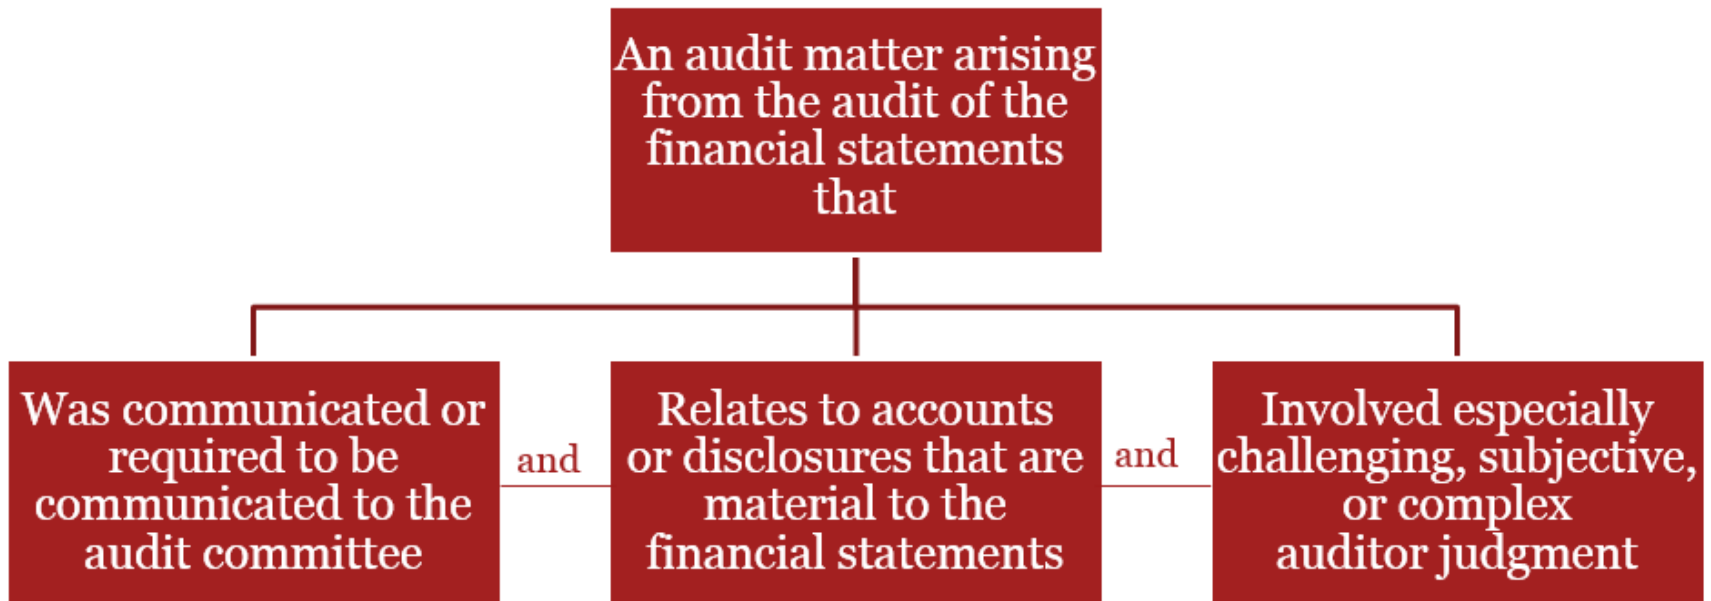 An audit matter arising
from the audit of the
financial statements
that
Was communicated or
required to be
communicated to the
audit committee
and
Relates to accounts
or disclosures that are
material to the
financial statements
and
Involved especially
challenging, subjective,
or complex
auditor judgment